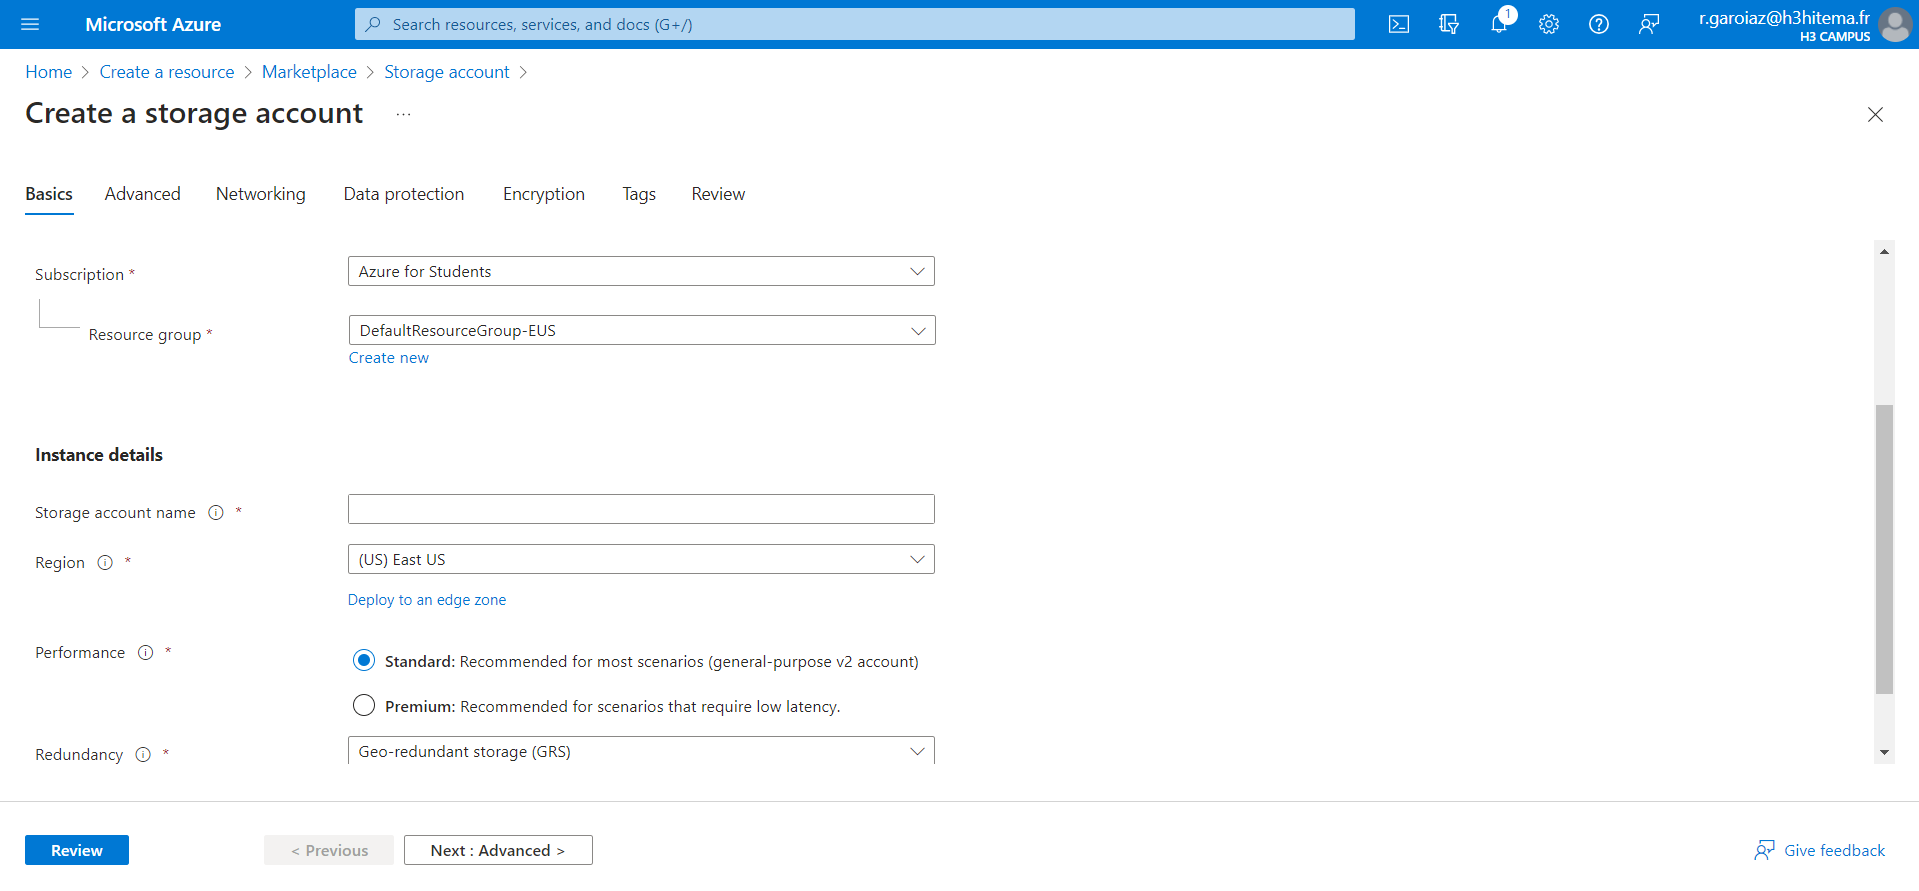 Microsoft Azure
Search resources, services, and docs (G+/)
1
r.garoiaz@h3hitema.fr
H3 CAMPUS
Home > Create a resource > Marketplace > Storage account >
Create a storage account ...
Basics Advanced Networking Data protection Encryption Tags Review
Subscription * Azure for Students
Resource group * DefaultResourceGroup-EUS
Create new
Instance details
Storage account name *
Region * (US) East US
Deploy to an edge zone
Performance * Standard: Recommended for most scenarios (general-purpose v2 account)
Premium: Recommended for scenarios that require low latency.
Redundancy * Geo-redundant storage (GRS)
Review < Previous Next : Advanced > Give feedback